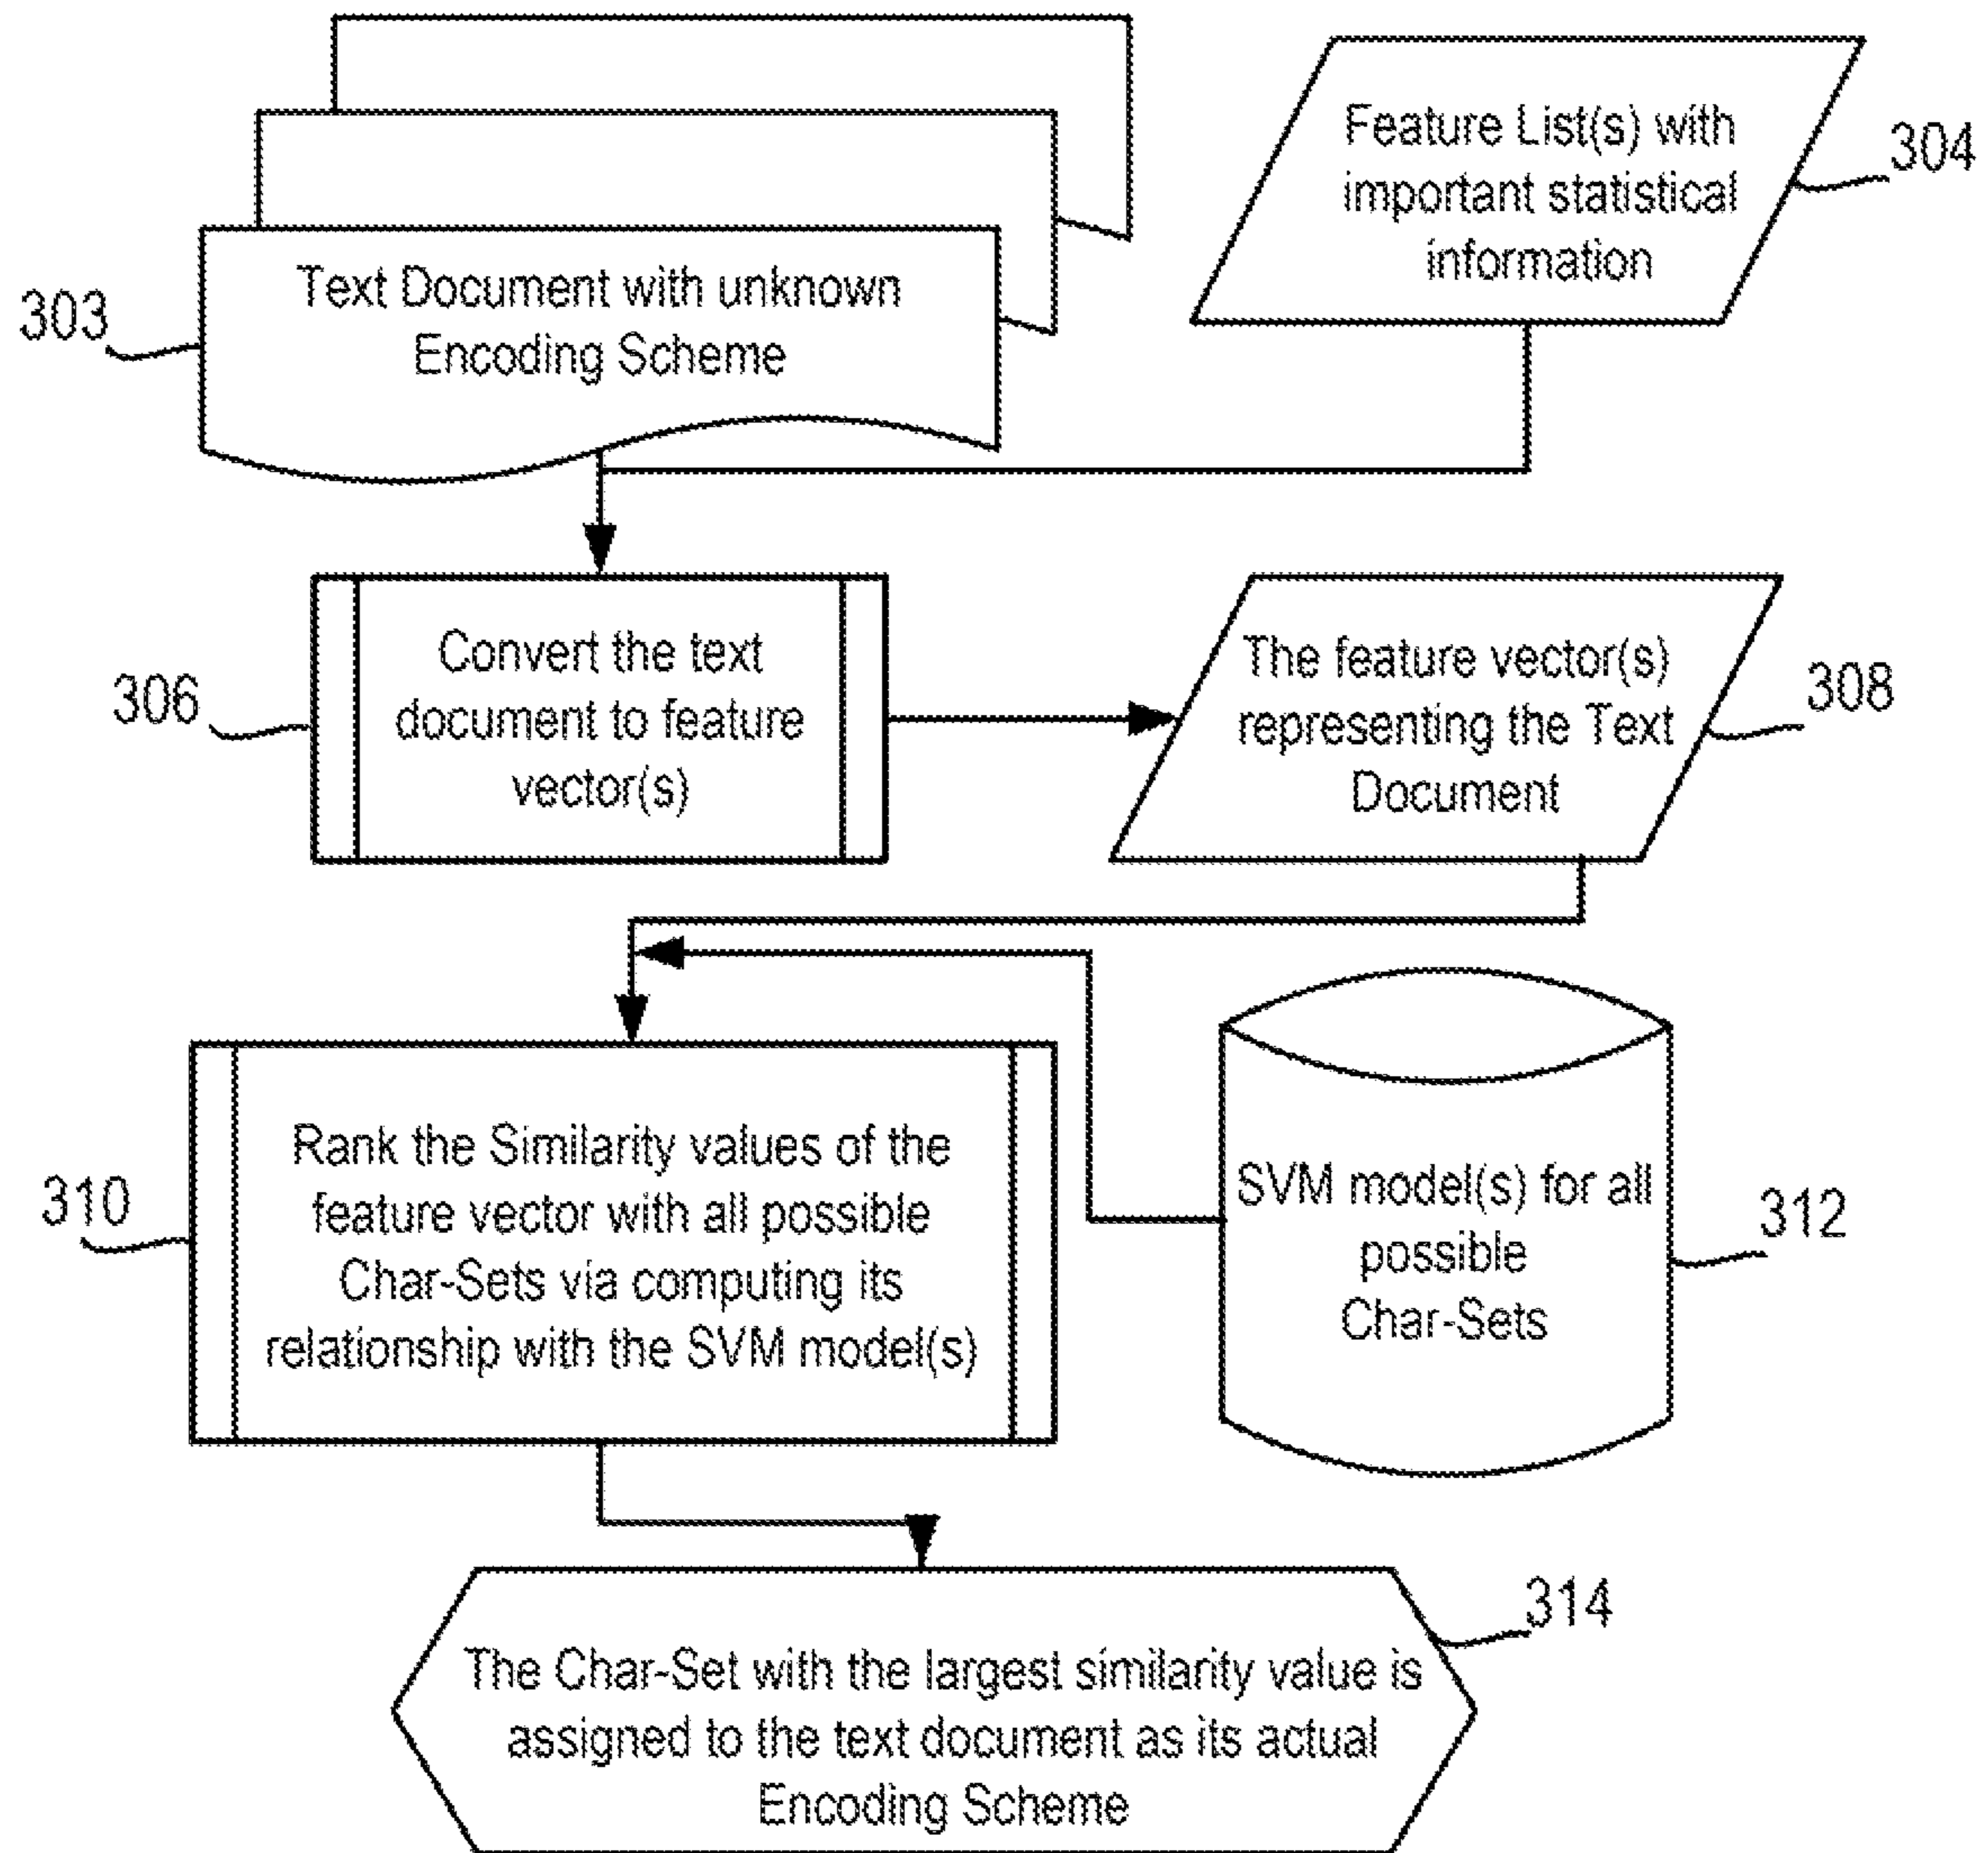 Feature List(s) with
important statistical
information
304
Text Document with unknown
Encoding Scheme
303
Convert the text
document to feature
vector(s)
306
The feature vector(s)
representing the Text
Document
308
Rank the Similarity values of the
feature vector with all possible
Char-Sets via computing its
relationship with the SVM model(s)
310
SVM model(s) for all
possible
Char-Sets
312
314
The Char-Set with the largest similarity value is
assigned to the text document as its actual
Encoding Scheme